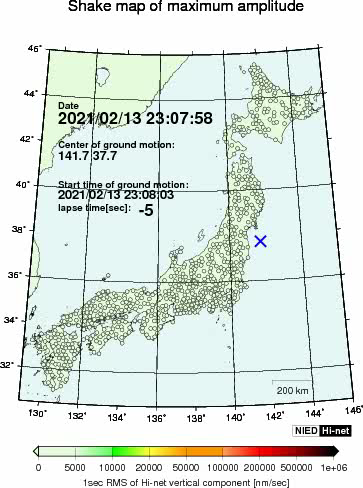 Shake map of maximum amplitude
46°
44°
42°
40°
38°
36°
34°
32°
Date
2021/02/13 23:07:58
Center of ground motion:
141.7 37.7
Start time of ground motion:
2021/02/13 23:08:03
lapse time[sec]: -5
200 km
130° 132° 134° 136° 138° 140° 142° 144° 146°
NIED Hi-net
0 5000 10000 20000 50000 100000 200000 500000 1e+06
1sec RMS of Hi-net vertical component [nm/sec]